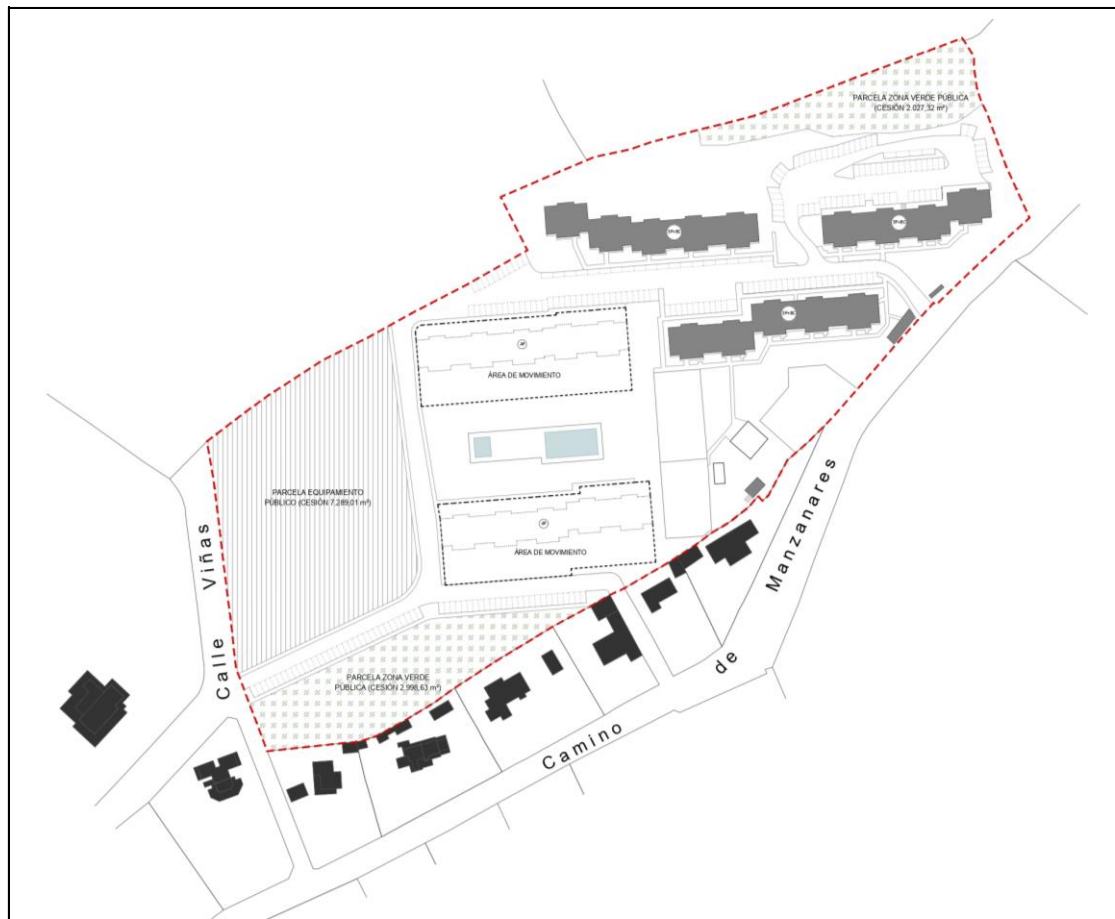 PARCELA ZONA VERDE PÚBLICA
(CESIÓN 2.027,32 m²)
ÁREA DE MOVIMIENTO
PARCELA EQUIPAMIENTO
PÚBLICO (CESIÓN 7.289,01 m²)
ÁREA DE MOVIMIENTO
PARCELA ZONA VERDE
PÚBLICA (CESIÓN 2.998,63 m²)
Calle Viñas
Camino de Manzanares